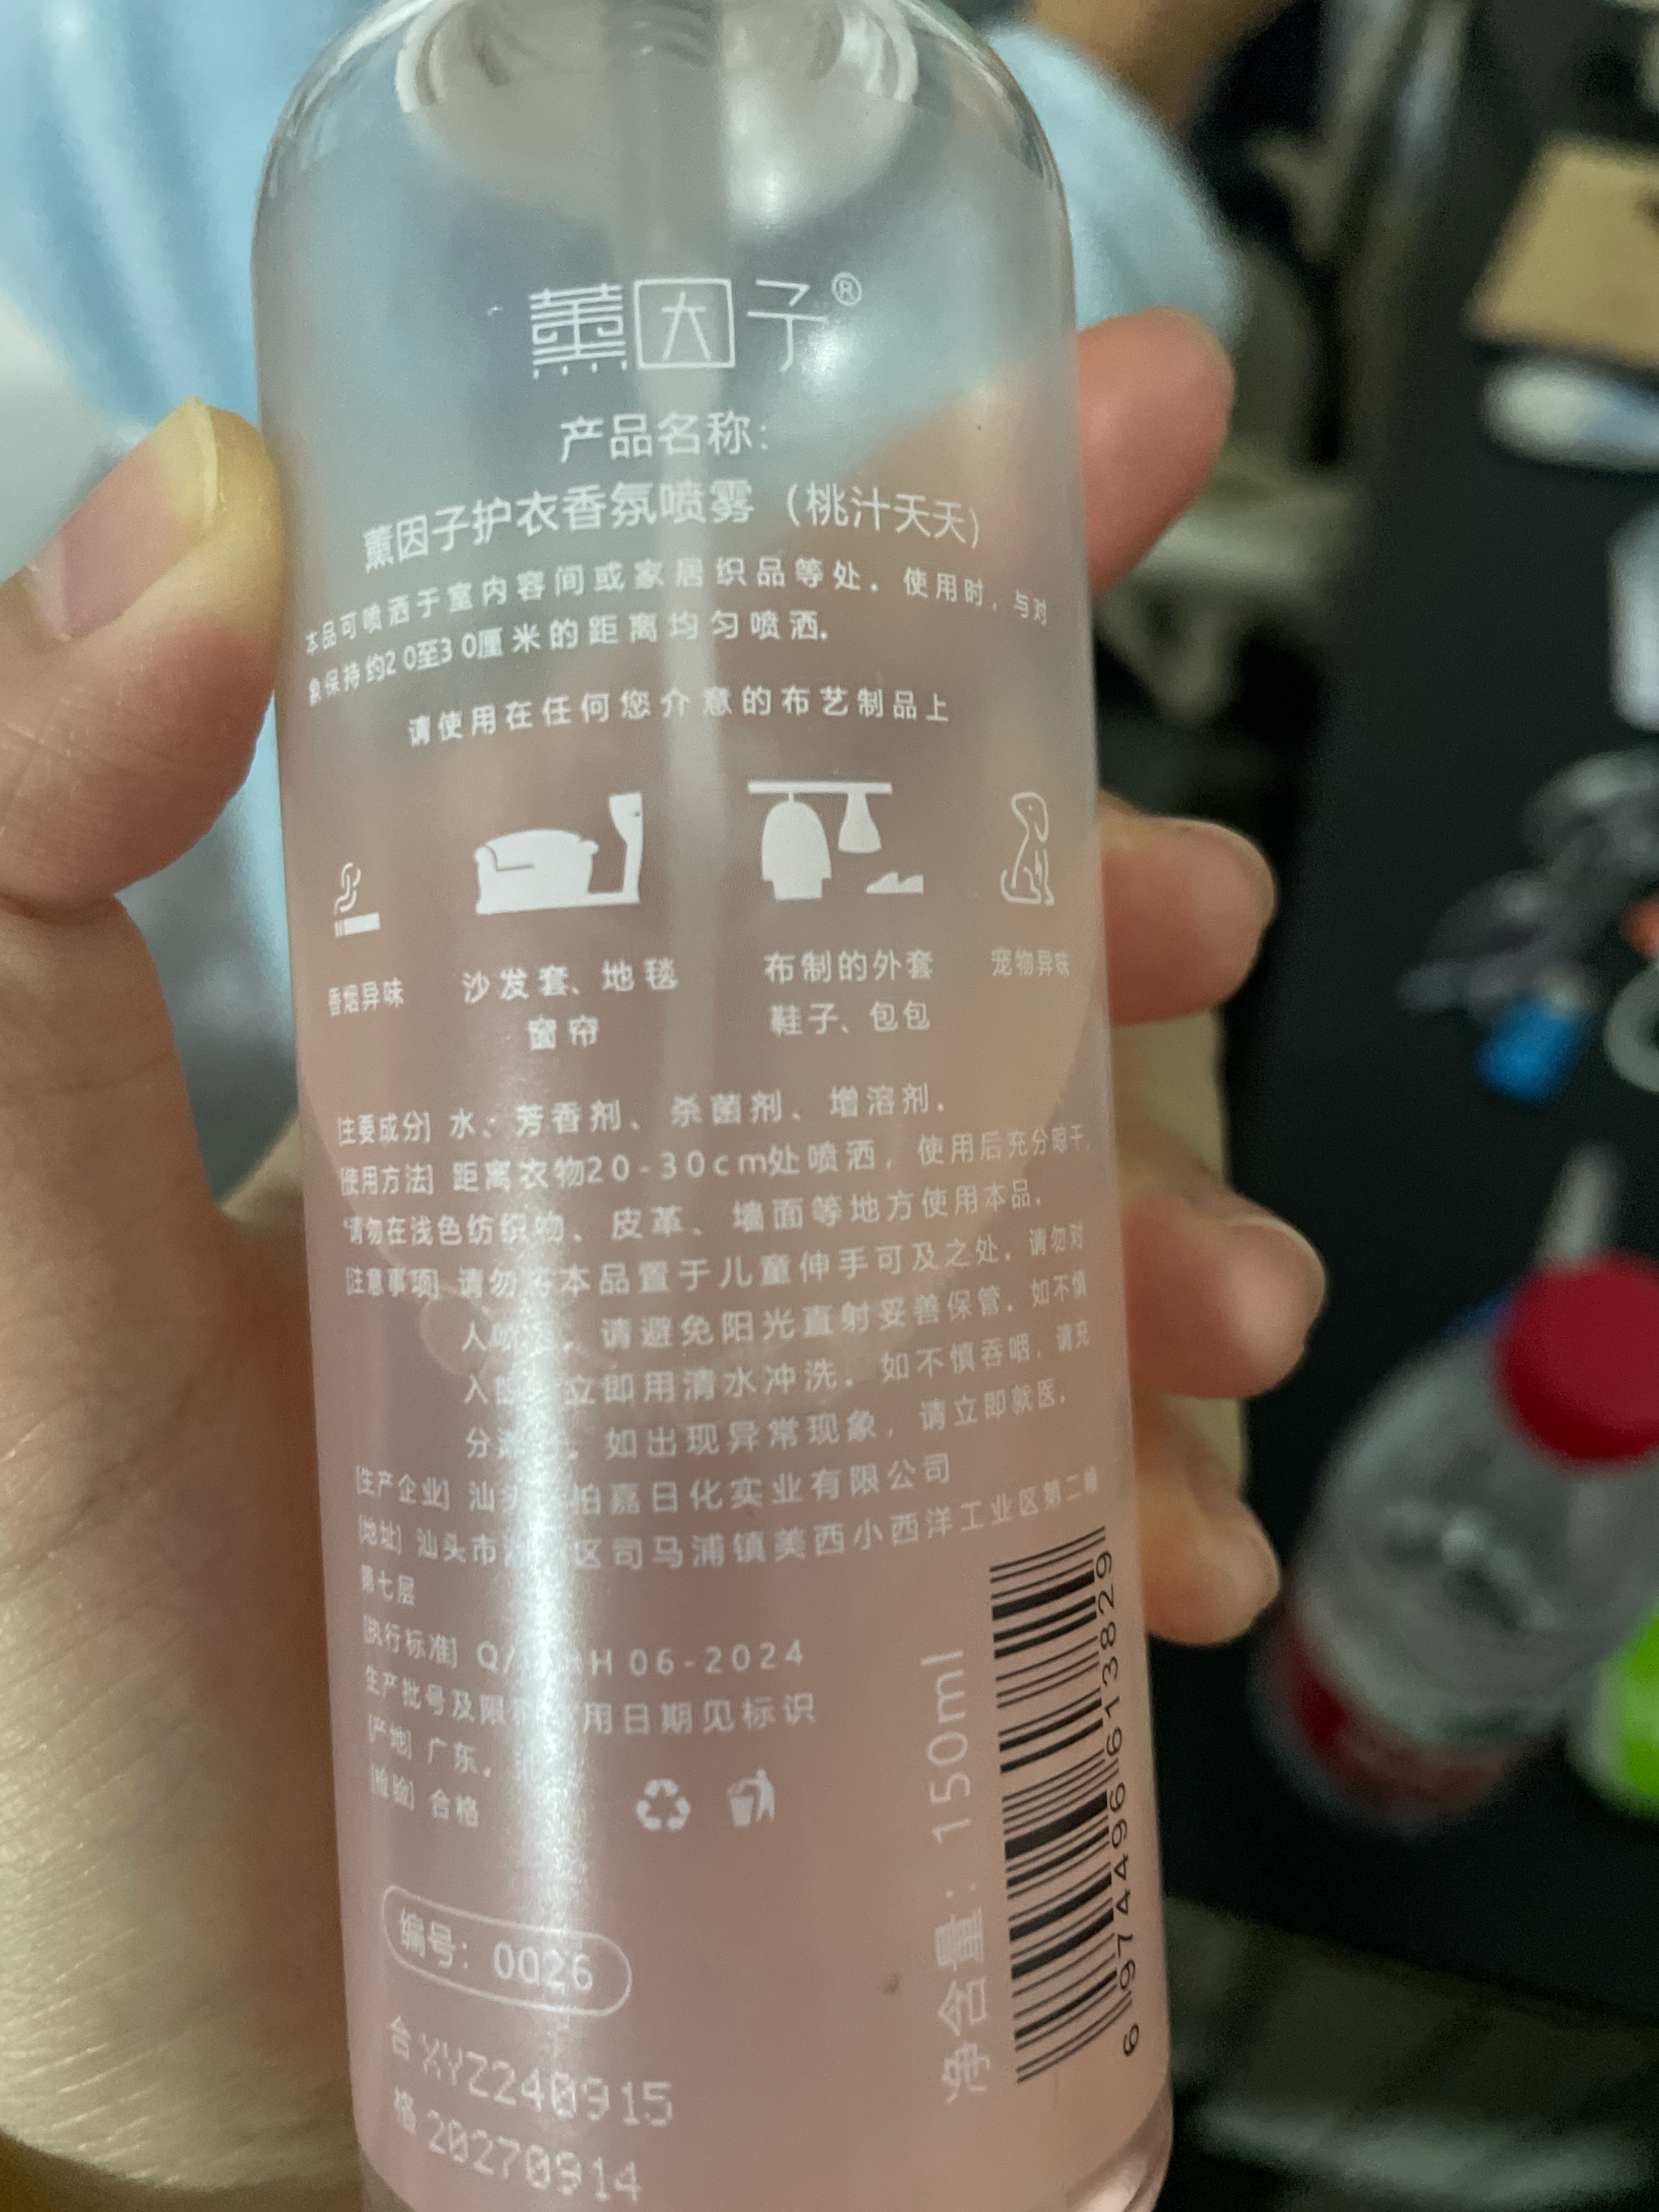 薰因子®
产品名称：
薰因子护衣香氛喷雾（桃汁天天）
本品可喷洒于室内容间或家居织品等处。使用时，与对
象保持约20至30厘米的距离均匀喷洒。
请使用在任何您介意的布艺制品上
香烟异味
沙发套、地毯
窗帘
布制的外套
鞋子、包包
宠物异味
[主要成分] 水、芳香剂、杀菌剂、增溶剂。
[使用方法] 距离衣物20-30cm处喷洒，使用后充分晾干，
*请勿在浅色纺织物、皮革、墙面等地方使用本品。
[注意事项] 请勿 本品置于儿童伸手可及之处。请勿对
人 ，请避免阳光直射妥善保管。如不慎
入 立即用清水冲洗。如不慎吞咽，请充
分 。如出现异常现象，请立即就医。
[生产企业] 汕 柏嘉日化实业有限公司
[地址] 汕头市 区司马浦镇美西小西洋工业区第二幢
第七层
[执行标准] Q/ H 06-2024
生产批号及限 用日期见标识
[产地] 广东。
[检验] 合格
编号：0026
合 XYZ240915
格 20270914
净含量：150ml
6 974496 613829